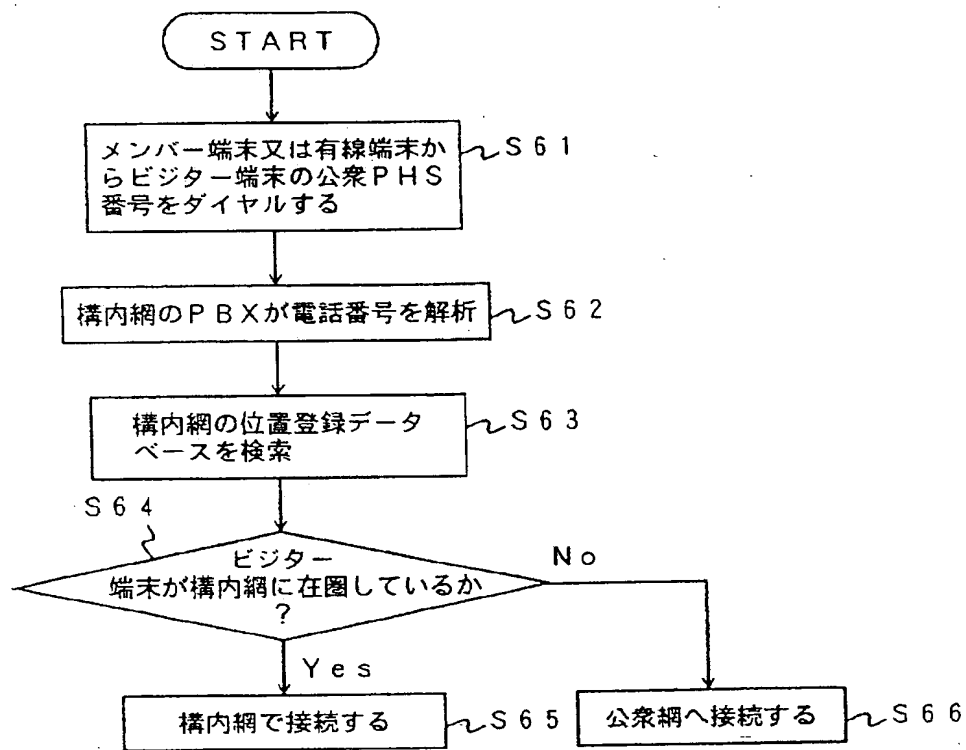 START
メンバー端末又は有線端末か
らビジター端末の公衆PHS
番号をダイヤルする
S61
構内網のPBXが電話番号を解析
S62
構内網の位置登録データ
ベースを検索
S63
S64
ビジター
端末が構内網に在圏しているか
?
No
Yes
構内網で接続する
S65
公衆網へ接続する
S66